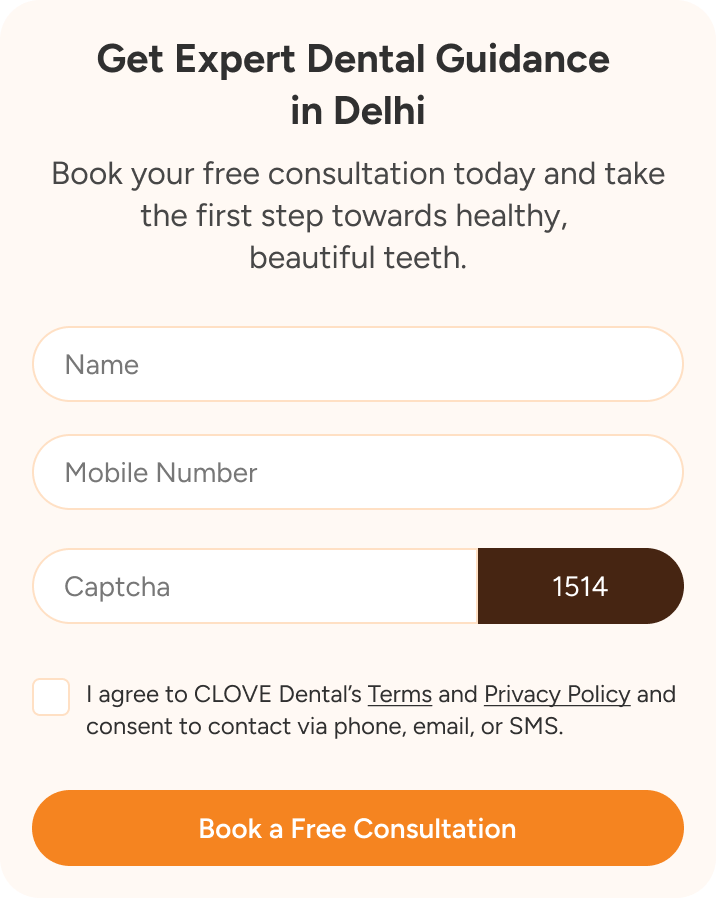 Get Expert Dental Guidance
in Delhi
Book your free consultation today and take
the first step towards healthy,
beautiful teeth.
Name
Mobile Number
Captcha
1514
I agree to CLOVE Dental's Terms and Privacy Policy and
consent to contact via phone, email, or SMS.
Book a Free Consultation